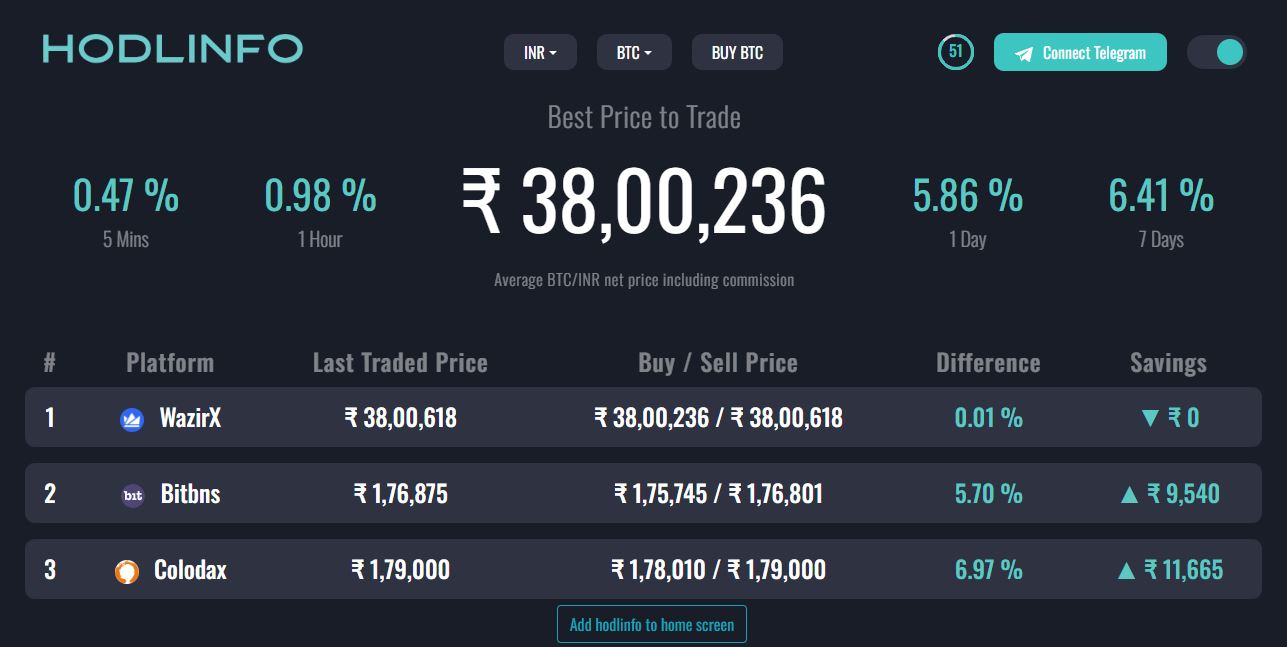 HODLINFO INR BTC BUY BTC 51 Connect Telegram
Best Price to Trade
0.47 % 0.98 % ₹ 38,00,236 5.86 % 6.41 %
5 Mins 1 Hour 1 Day 7 Days
Average BTC/INR net price including commission
# Platform Last Traded Price Buy / Sell Price Difference Savings
1 WazirX ₹ 38,00,618 ₹ 38,00,236 / ₹ 38,00,618 0.01 % ▼ ₹ 0
2 bit Bitbns ₹ 1,76,875 ₹ 1,75,745 / ₹ 1,76,801 5.70 % ▲ ₹ 9,540
3 Colodax ₹ 1,79,000 ₹ 1,78,010 / ₹ 1,79,000 6.97 % ▲ ₹ 11,665
Add hodlinfo to home screen